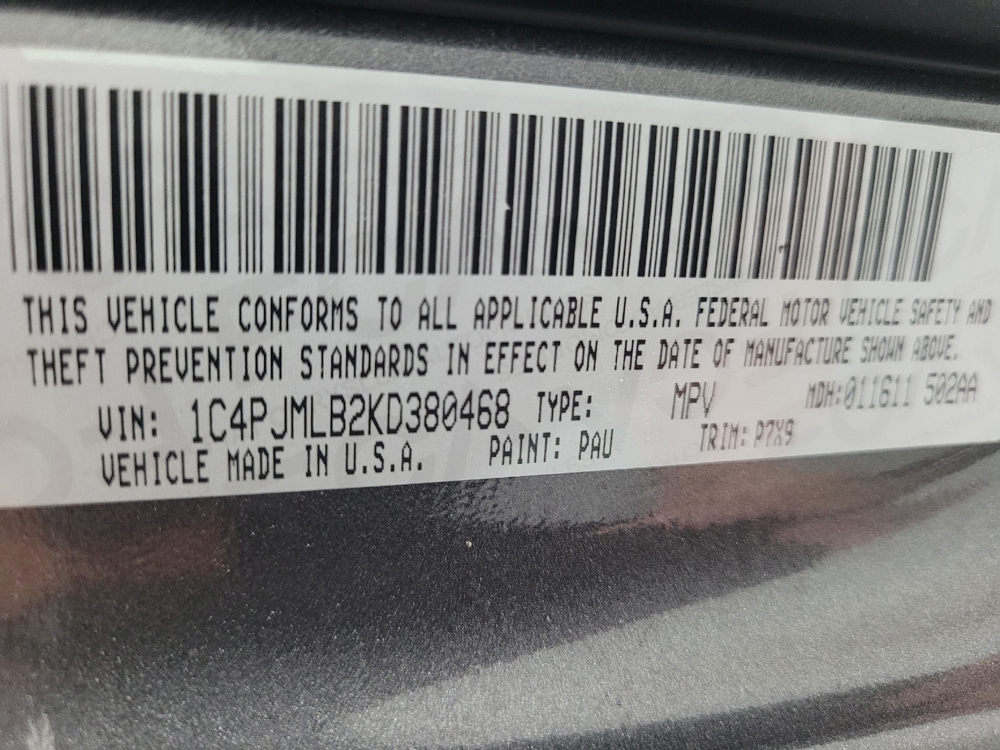 THIS VEHICLE CONFORMS TO ALL APPLICABLE U.S.A. FEDERAL MOTOR VEHICLE SAFETY AND
THEFT PREVENTION STANDARDS IN EFFECT ON THE DATE OF MANUFACTURE SHOWN ABOVE.
VIN: 1C4PJMLB2KD380468 TYPE: MPV MDH:011611 502AA
VEHICLE MADE IN U.S.A. PAINT: PAU TRIM: P7X9